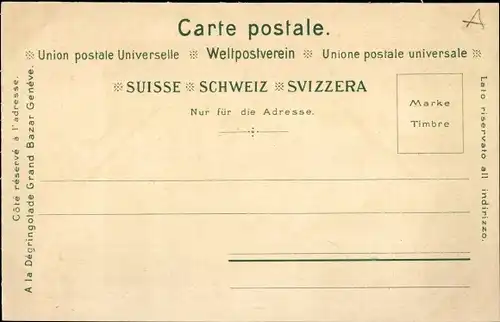 Carte postale.
Union postale Universelle ※ Weltpostverein ※ Unione postale universale
SUISSE ※ SCHWEIZ ※ SVIZZERA
Nur für die Adresse.
Marke
Timbre
Côté réservé à l'adresse.
A la Dégringolade Grand Bazar Genève.
Lato riservato all indirizzo.
A